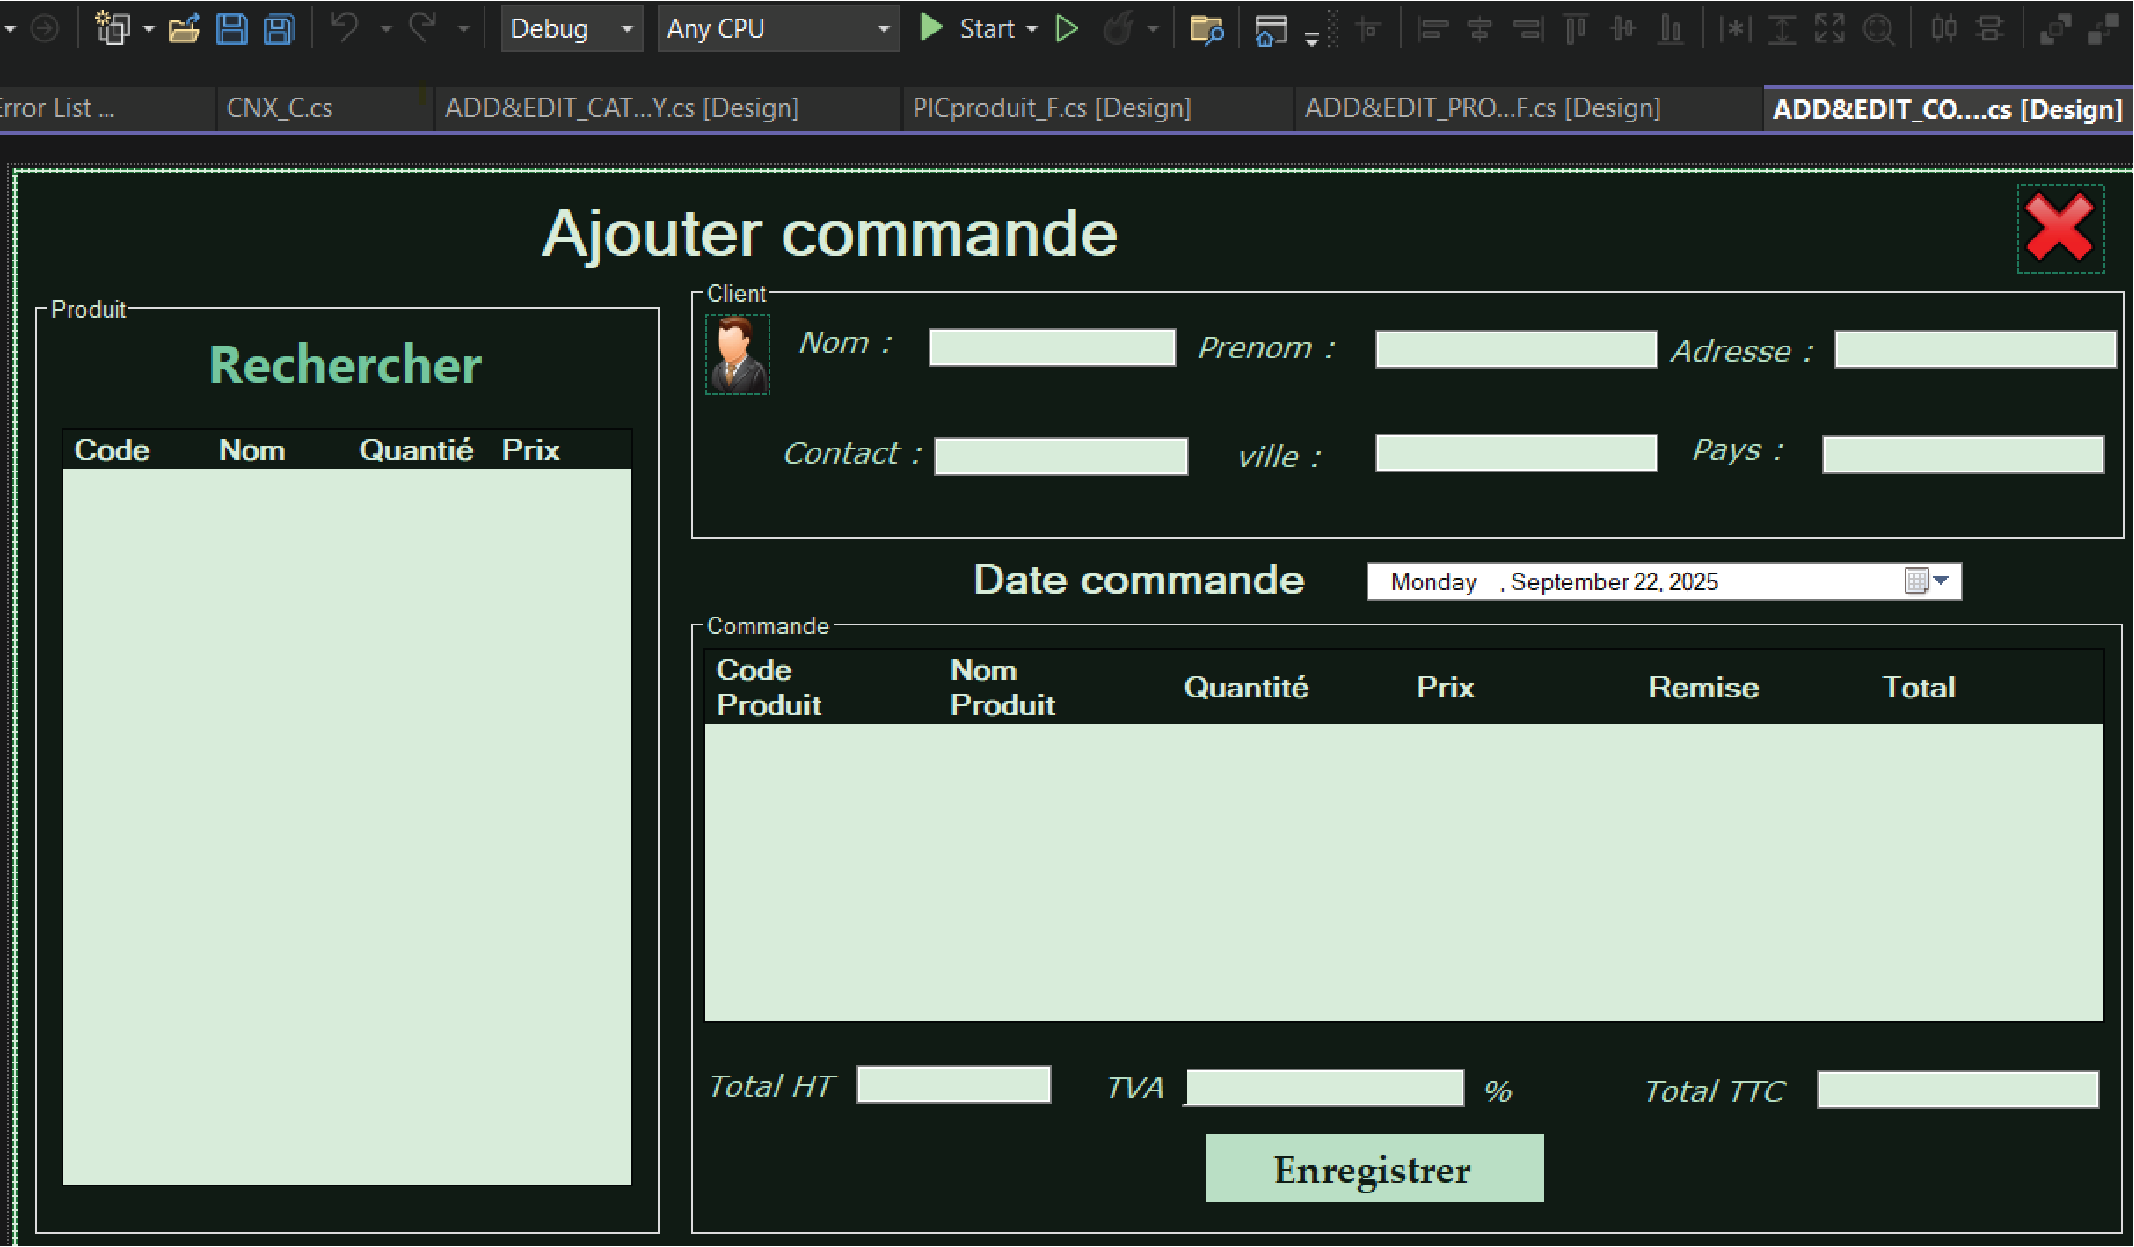 Debug
Any CPU
Start
Error List ...
CNX_C.cs
ADD&EDIT_CAT...Y.cs [Design]
PICproduit_F.cs [Design]
ADD&EDIT_PRO...F.cs [Design]
ADD&EDIT_CO....cs [Design]
Ajouter commande
Produit
Rechercher
Code Nom Quantié Prix
Client
Nom :
Prenom :
Adresse :
Contact :
ville :
Pays :
Date commande
Monday , September 22, 2025
Commande
Code Produit
Nom Produit
Quantité
Prix
Remise
Total
Total HT
TVA
%
Total TTC
Enregistrer